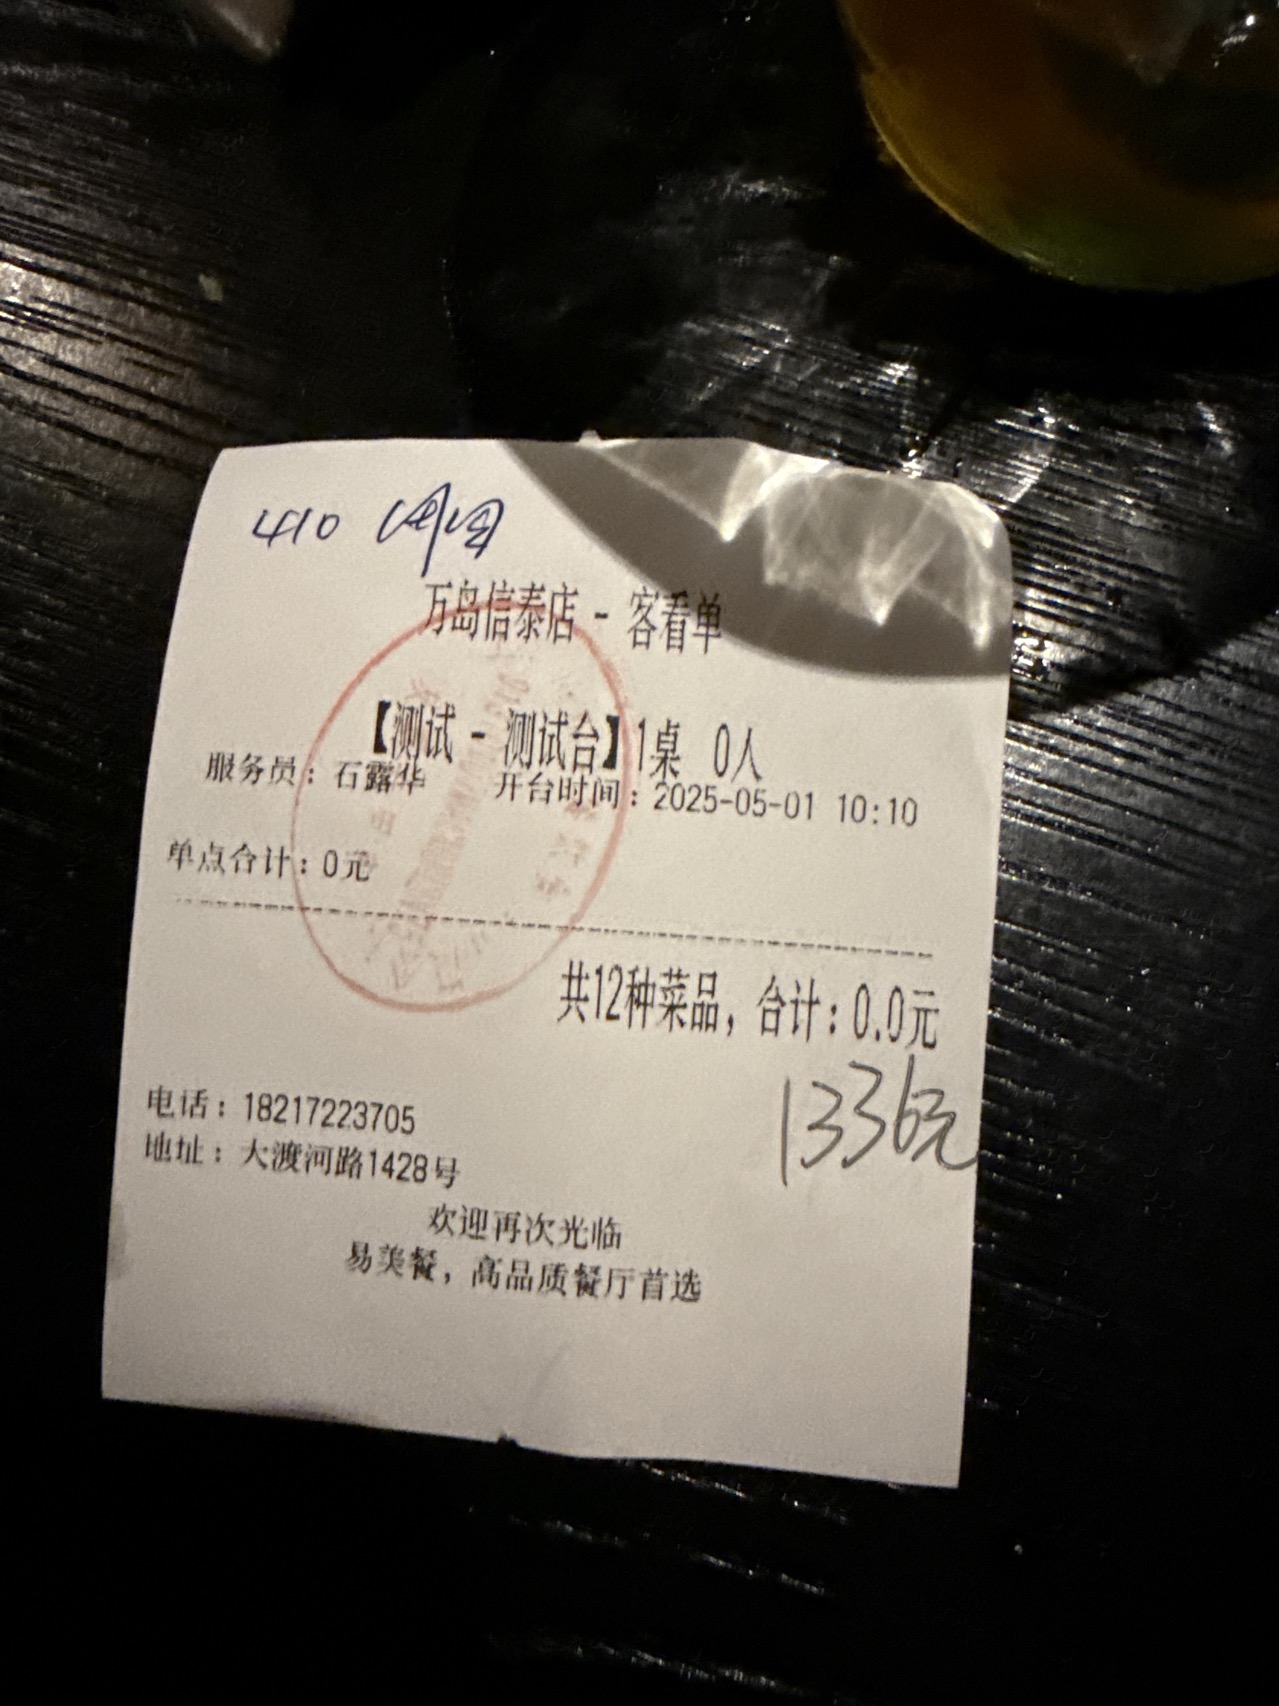 410
万岛信泰店 - 客看单
【测试 - 测试台】1桌 0人
服务员：石露华 开台时间：2025-05-01 10:10
单点合计：0元
共12种菜品，合计：0.0元
1336元
电话：18217223705
地址：大渡河路1428号
欢迎再次光临
易美餐，高品质餐厅首选